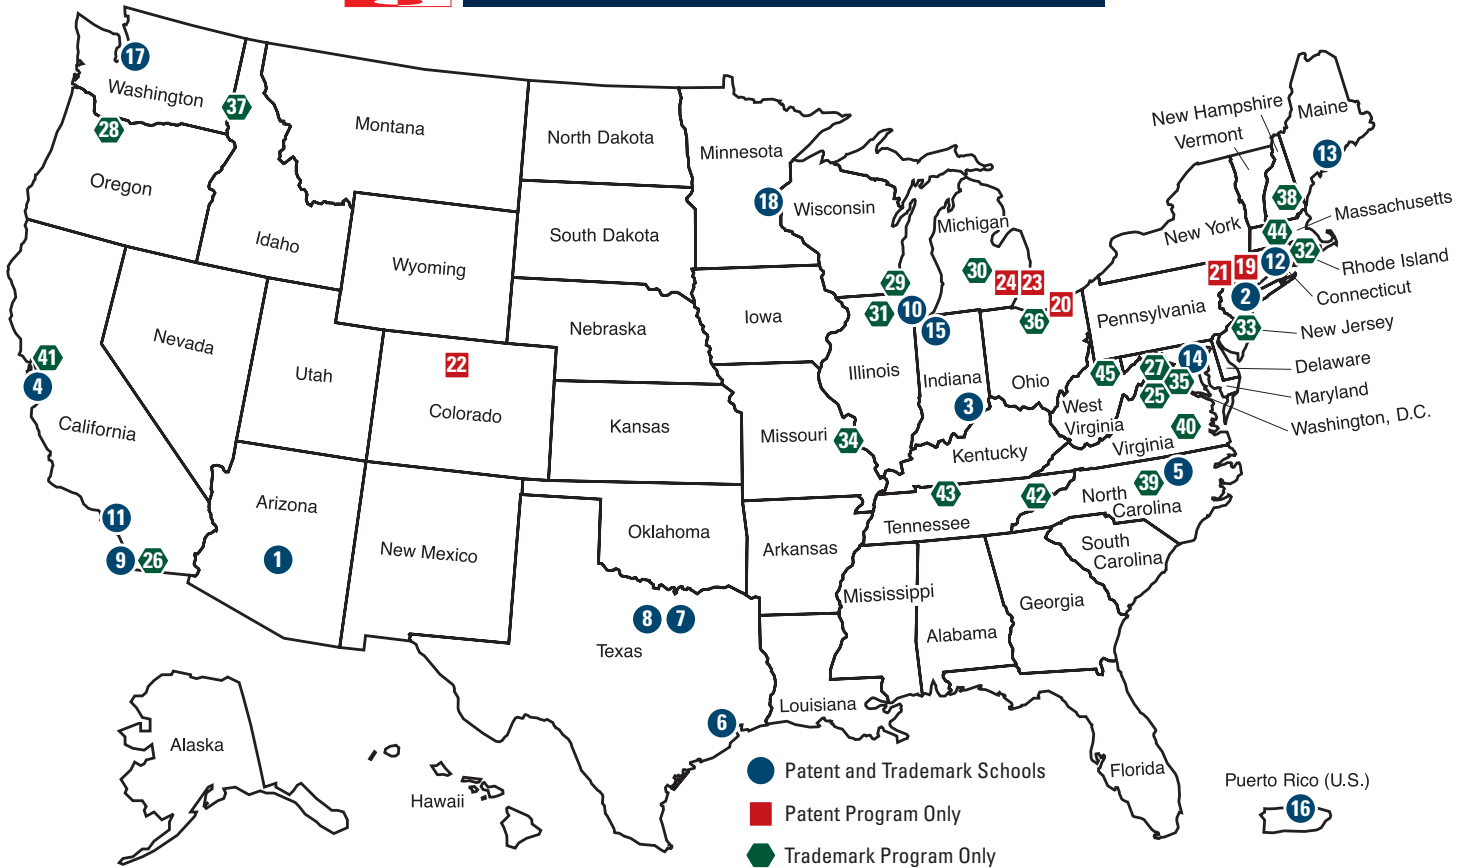 17
Washington
37
28
Oregon
Montana
North Dakota
Minnesota
18
Wisconsin
Michigan
New Hampshire
Vermont
Maine
13
38
Massachusetts
New York
44
32
Rhode Island
Idaho
Wyoming
South Dakota
29
30
24
23
20
21
19
12
2
Connecticut
31
10
15
36
Pennsylvania
33
New Jersey
Nevada
Utah
22
Colorado
Nebraska
Iowa
Illinois
Indiana
3
Ohio
45
27
14
35
25
Delaware
Maryland
Washington, D.C.
41
4
California
Kansas
Missouri
34
West
Virginia
40
Virginia
Kentucky
5
39
North
Carolina
43
42
Tennessee
11
9
26
Arizona
1
New Mexico
Oklahoma
Arkansas
South
Carolina
Mississippi
Georgia
Alabama
8
7
Texas
6
Louisiana
Florida
Alaska
Hawaii
Puerto Rico (U.S.)
16
Patent and Trademark Schools
Patent Program Only
Trademark Program Only